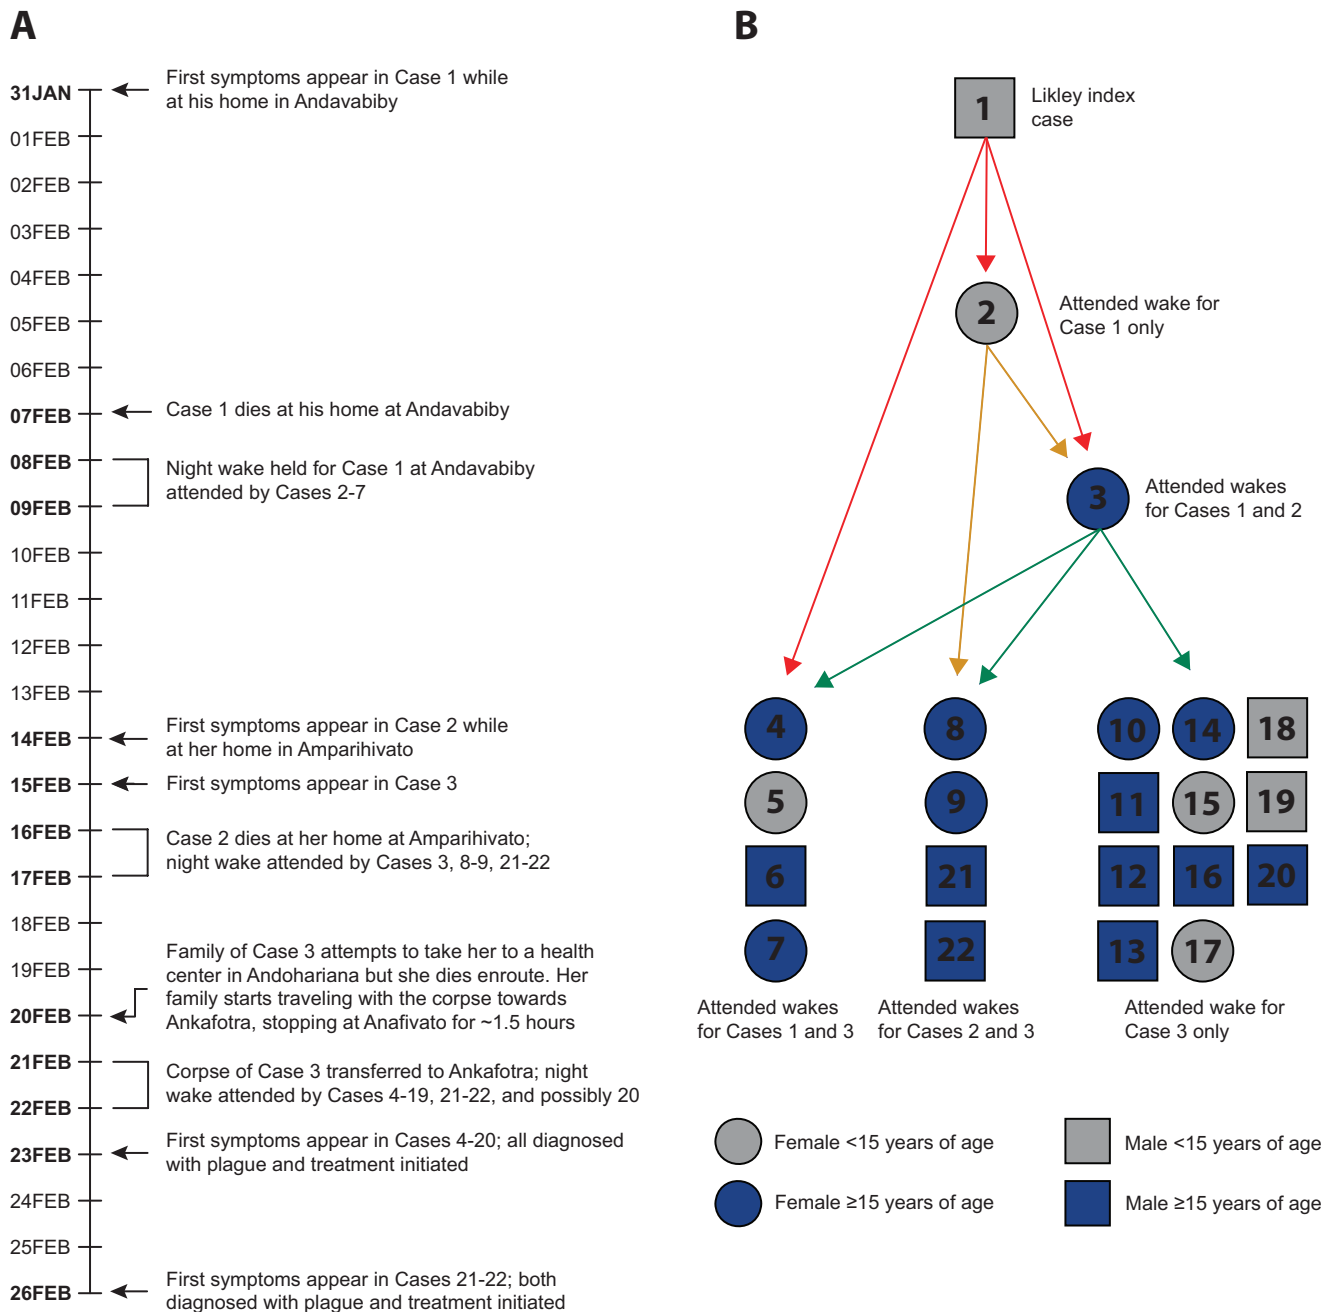 A
31JAN
First symptoms appear in Case 1 while
at his home in Andavabiby
01FEB
02FEB
03FEB
04FEB
05FEB
06FEB
07FEB
Case 1 dies at his home at Andavabiby
08FEB
Night wake held for Case 1 at Andavabiby
attended by Cases 2-7
09FEB
10FEB
11FEB
12FEB
13FEB
14FEB
First symptoms appear in Case 2 while
at her home in Amparihivato
15FEB
First symptoms appear in Case 3
16FEB
Case 2 dies at her home at Amparihivato;
night wake attended by Cases 3, 8-9, 21-22
17FEB
18FEB
19FEB
Family of Case 3 attempts to take her to a health
center in Andohariana but she dies enroute. Her
family starts traveling with the corpse towards
Ankafotra, stopping at Anafivato for ~1.5 hours
20FEB
21FEB
Corpse of Case 3 transferred to Ankafotra; night
wake attended by Cases 4-19, 21-22, and possibly 20
22FEB
23FEB
First symptoms appear in Cases 4-20; all diagnosed
with plague and treatment initiated
24FEB
25FEB
26FEB
First symptoms appear in Cases 21-22; both
diagnosed with plague and treatment initiated
B
1
Likley index
case
2
Attended wake for
Case 1 only
3
Attended wakes
for Cases 1 and 2
4
5
6
7
Attended wakes
for Cases 1 and 3
8
9
21
22
Attended wakes
for Cases 2 and 3
10 14 18
11 15 19
12 16 20
13 17
Attended wake for
Case 3 only
Female <15 years of age
Male <15 years of age
Female ≥15 years of age
Male ≥15 years of age